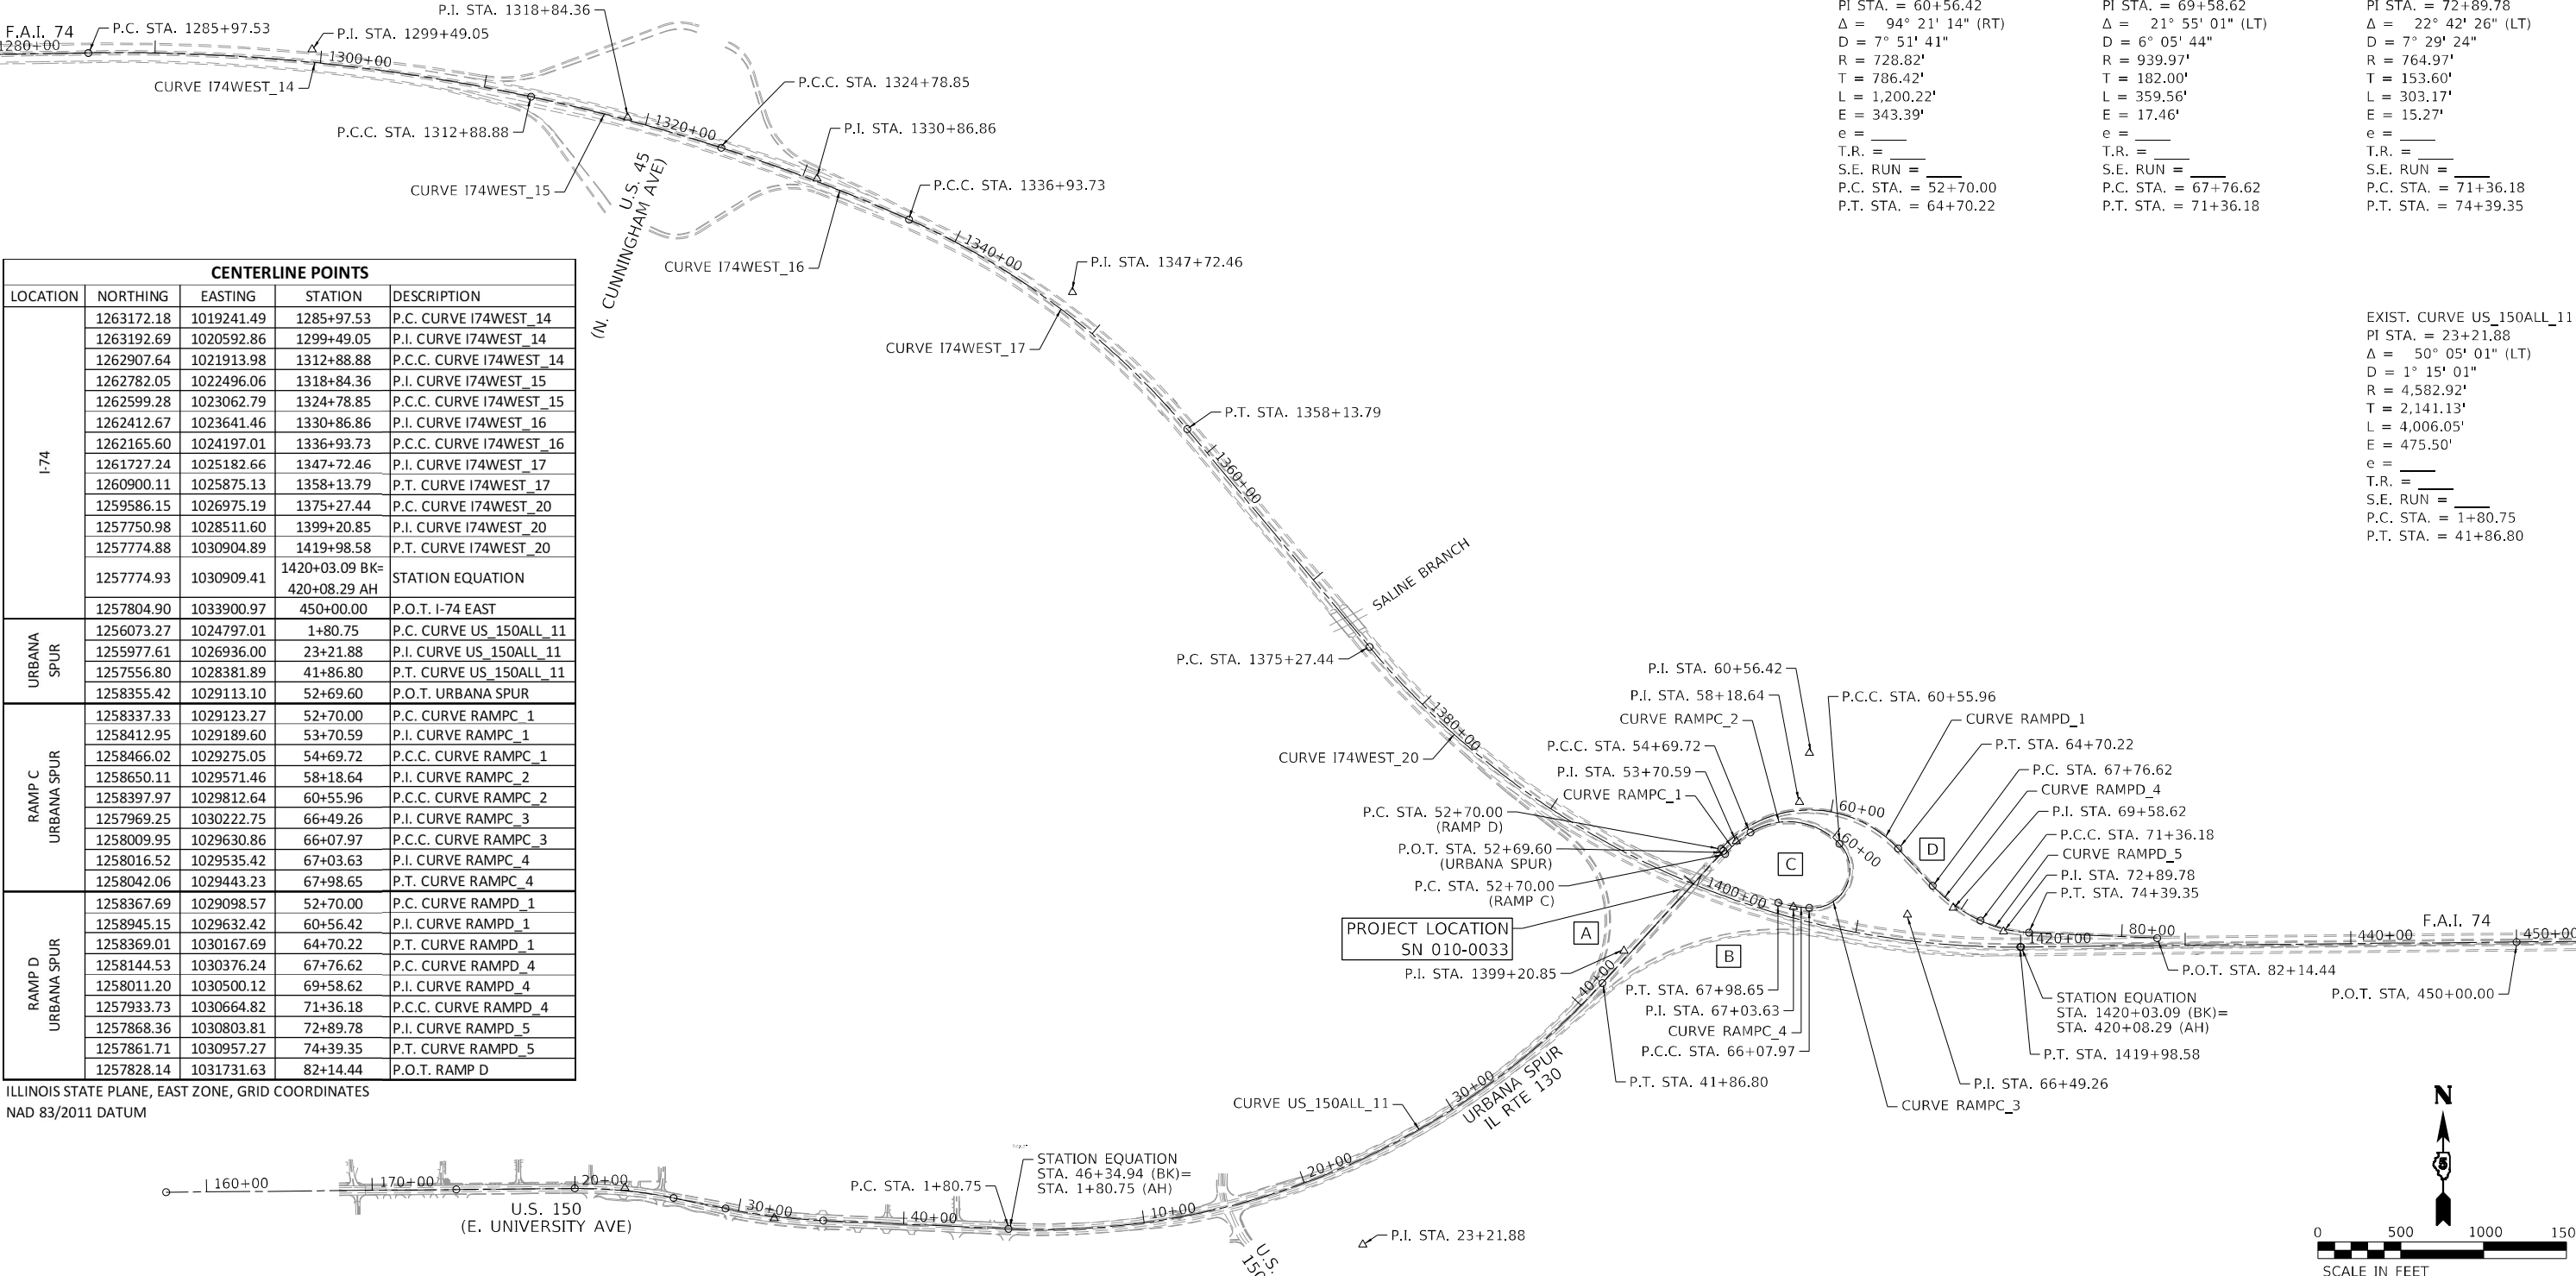 P.I. STA. 1318+84.36
F.A.I. 74
1280+00
P.C. STA. 1285+97.53
P.I. STA. 1299+49.05
1300+00
CURVE I74WEST_14
P.C.C. STA. 1312+88.88
1320+00
P.C.C. STA. 1324+78.85
P.I. STA. 1330+86.86
CURVE I74WEST_15
U.S. 45
(N. CUNNINGHAM AVE)
P.C.C. STA. 1336+93.73
CURVE I74WEST_16
1340+00
P.I. STA. 1347+72.46
CURVE I74WEST_17
P.T. STA. 1358+13.79
1360+00
SALINE BRANCH
P.C. STA. 1375+27.44
1380+00
CURVE I74WEST_20
PI STA. = 60+56.42
Δ = 94° 21' 14" (RT)
D = 7° 51' 41"
R = 728.82'
T = 786.42'
L = 1,200.22'
E = 343.39'
e = ____
T.R. = ____
S.E. RUN = ____
P.C. STA. = 52+70.00
P.T. STA. = 64+70.22
PI STA. = 69+58.62
Δ = 21° 55' 01" (LT)
D = 6° 05' 44"
R = 939.97'
T = 182.00'
L = 359.56'
E = 17.46'
e = ____
T.R. = ____
S.E. RUN = ____
P.C. STA. = 67+76.62
P.T. STA. = 71+36.18
PI STA. = 72+89.78
Δ = 22° 42' 26" (LT)
D = 7° 29' 24"
R = 764.97'
T = 153.60'
L = 303.17'
E = 15.27'
e = ____
T.R. = ____
S.E. RUN = ____
P.C. STA. = 71+36.18
P.T. STA. = 74+39.35
EXIST. CURVE US_150ALL_11
PI STA. = 23+21.88
Δ = 50° 05' 01" (LT)
D = 1° 15' 01"
R = 4,582.92'
T = 2,141.13'
L = 4,006.05'
E = 475.50'
e = ____
T.R. = ____
S.E. RUN = ____
P.C. STA. = 1+80.75
P.T. STA. = 41+86.80
CENTERLINE POINTS
LOCATION NORTHING EASTING STATION DESCRIPTION
I-74
1263172.18 1019241.49 1285+97.53 P.C. CURVE I74WEST_14
1263192.69 1020592.86 1299+49.05 P.I. CURVE I74WEST_14
1262907.64 1021913.98 1312+88.88 P.C.C. CURVE I74WEST_14
1262782.05 1022496.06 1318+84.36 P.I. CURVE I74WEST_15
1262599.28 1023062.79 1324+78.85 P.C.C. CURVE I74WEST_15
1262412.67 1023641.46 1330+86.86 P.I. CURVE I74WEST_16
1262165.60 1024197.01 1336+93.73 P.C.C. CURVE I74WEST_16
1261727.24 1025182.66 1347+72.46 P.I. CURVE I74WEST_17
1260900.11 1025875.13 1358+13.79 P.T. CURVE I74WEST_17
1259586.15 1026975.19 1375+27.44 P.C. CURVE I74WEST_20
1257750.98 1028511.60 1399+20.85 P.I. CURVE I74WEST_20
1257774.88 1030904.89 1419+98.58 P.T. CURVE I74WEST_20
1257774.93 1030909.41 1420+03.09 BK= 420+08.29 AH STATION EQUATION
1257804.90 1033900.97 450+00.00 P.O.T. I-74 EAST
URBANA SPUR
1256073.27 1024797.01 1+80.75 P.C. CURVE US_150ALL_11
1255977.61 1026936.00 23+21.88 P.I. CURVE US_150ALL_11
1257556.80 1028381.89 41+86.80 P.T. CURVE US_150ALL_11
1258355.42 1029113.10 52+69.60 P.O.T. URBANA SPUR
RAMP C
URBANA SPUR
1258337.33 1029123.27 52+70.00 P.C. CURVE RAMPC_1
1258412.95 1029189.60 53+70.59 P.I. CURVE RAMPC_1
1258466.02 1029275.05 54+69.72 P.C.C. CURVE RAMPC_1
1258650.11 1029571.46 58+18.64 P.I. CURVE RAMPC_2
1258397.97 1029812.64 60+55.96 P.C.C. CURVE RAMPC_2
1257969.25 1030222.75 66+49.26 P.I. CURVE RAMPC_3
1258009.95 1029630.86 66+07.97 P.C.C. CURVE RAMPC_3
1258016.52 1029535.42 67+03.63 P.I. CURVE RAMPC_4
1258042.06 1029443.23 67+98.65 P.T. CURVE RAMPC_4
RAMP D
URBANA SPUR
1258367.69 1029098.57 52+70.00 P.C. CURVE RAMPD_1
1258945.15 1029632.42 60+56.42 P.I. CURVE RAMPD_1
1258369.01 1030167.69 64+70.22 P.T. CURVE RAMPD_1
1258144.53 1030376.24 67+76.62 P.C. CURVE RAMPD_4
1258011.20 1030500.12 69+58.62 P.I. CURVE RAMPD_4
1257933.73 1030664.82 71+36.18 P.C.C. CURVE RAMPD_4
1257868.36 1030803.81 72+89.78 P.I. CURVE RAMPD_5
1257861.71 1030957.27 74+39.35 P.T. CURVE RAMPD_5
1257828.14 1031731.63 82+14.44 P.O.T. RAMP D
ILLINOIS STATE PLANE, EAST ZONE, GRID COORDINATES
NAD 83/2011 DATUM
P.I. STA. 60+56.42
P.I. STA. 58+18.64
CURVE RAMPC_2
P.C.C. STA. 54+69.72
P.I. STA. 53+70.59
CURVE RAMPC_1
P.C. STA. 52+70.00
(RAMP D)
P.O.T. STA. 52+69.60
(URBANA SPUR)
P.C. STA. 52+70.00
(RAMP C)
PROJECT LOCATION
SN 010-0033
P.I. STA. 1399+20.85
P.C.C. STA. 60+55.96
CURVE RAMPD_1
P.T. STA. 64+70.22
P.C. STA. 67+76.62
CURVE RAMPD_4
P.I. STA. 69+58.62
P.C.C. STA. 71+36.18
CURVE RAMPD_5
P.I. STA. 72+89.78
P.T. STA. 74+39.35
60+00
60+00
A
B
C
D
1400+00
40+00
1420+00
80+00
440+00
F.A.I. 74
450+00
P.O.T. STA. 82+14.44
P.O.T. STA, 450+00.00
STATION EQUATION
STA. 1420+03.09 (BK)=
STA. 420+08.29 (AH)
P.T. STA. 1419+98.58
P.T. STA. 67+98.65
P.I. STA. 67+03.63
CURVE RAMPC_4
P.C.C. STA. 66+07.97
P.T. STA. 41+86.80
P.I. STA. 66+49.26
CURVE RAMPC_3
30+00
URBANA SPUR
IL RTE 130
CURVE US_150ALL_11
20+00
STATION EQUATION
STA. 46+34.94 (BK)=
STA. 1+80.75 (AH)
P.C. STA. 1+80.75
160+00
170+00
20+00
30+00
40+00
10+00
U.S. 150
(E. UNIVERSITY AVE)
P.I. STA. 23+21.88
U.S.
150
N
5
0 500 1000 150
SCALE IN FEET